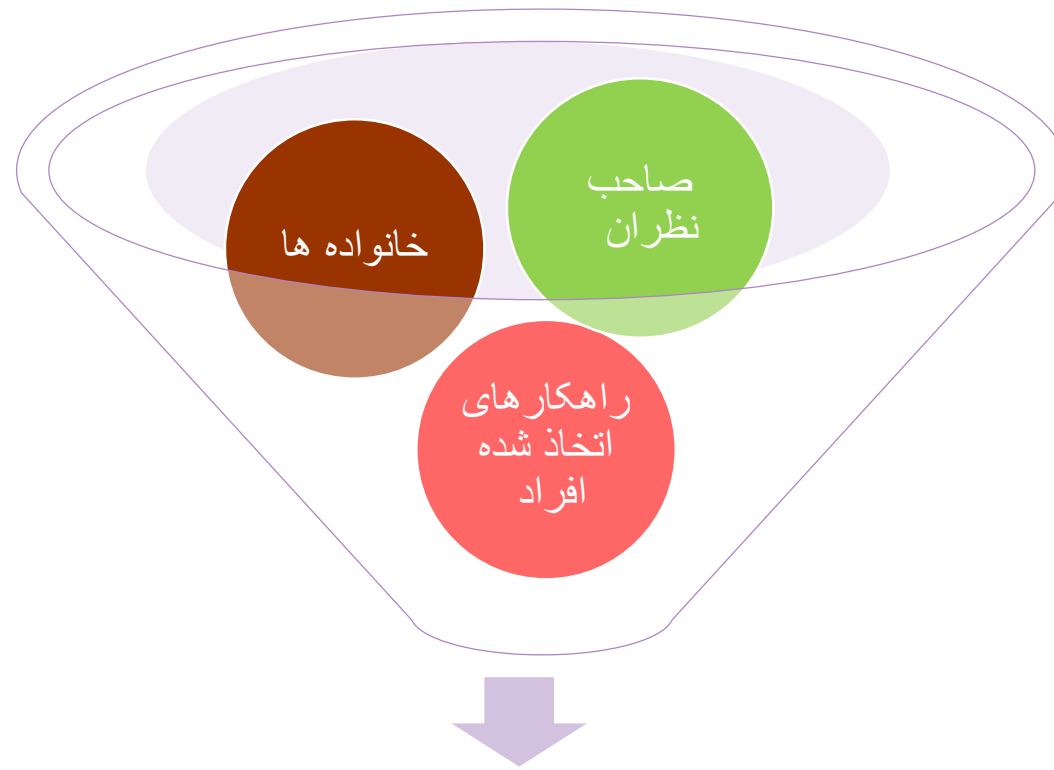 صاحب
نظران
خانواده ها
راهکارهای
اتخاذ شده
افراد